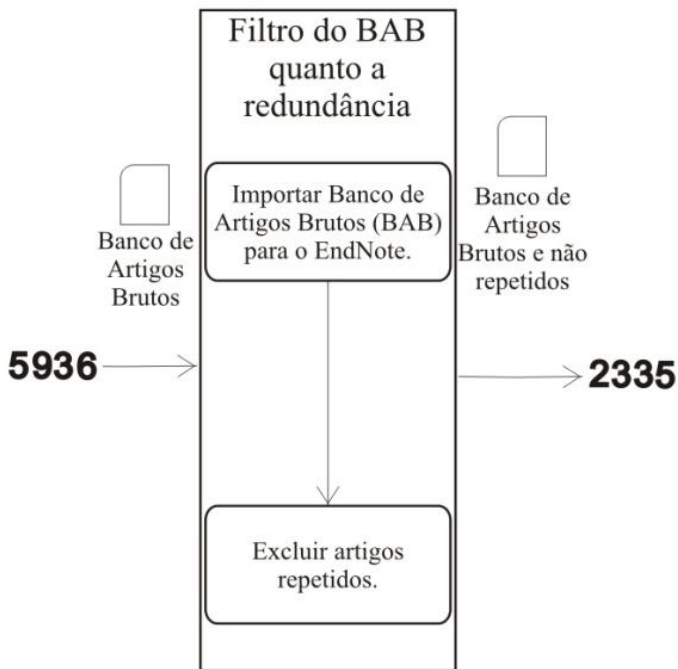 Filtro do BAB
quanto a
redundância
Banco de
Artigos
Brutos
5936
Importar Banco de
Artigos Brutos (BAB)
para o EndNote.
Excluir artigos
repetidos.
Banco de
Artigos
Brutos e não
repetidos
2335